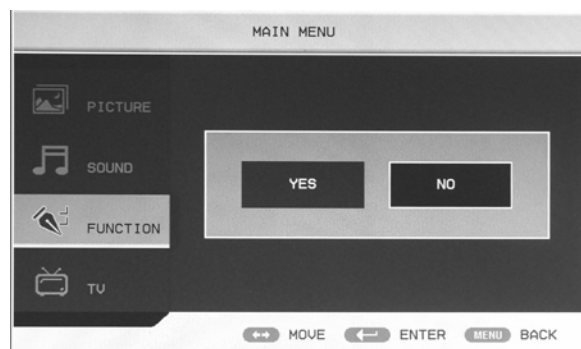 MAIN MENU
PICTURE
SOUND
FUNCTION
TV
YES NO
MOVE ENTER MENU BACK